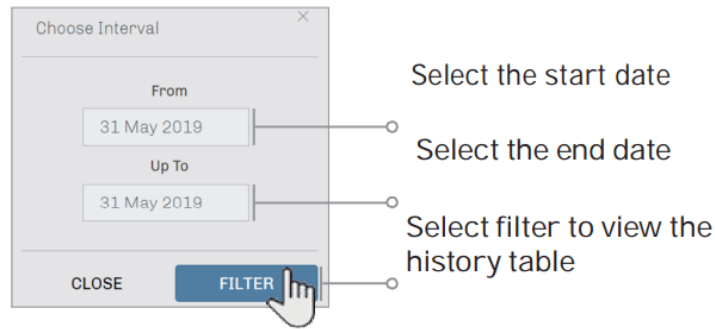 Choose Interval
From
31 May 2019
Up To
31 May 2019
CLOSE
FILTER
Select the start date
Select the end date
Select filter to view the
history table